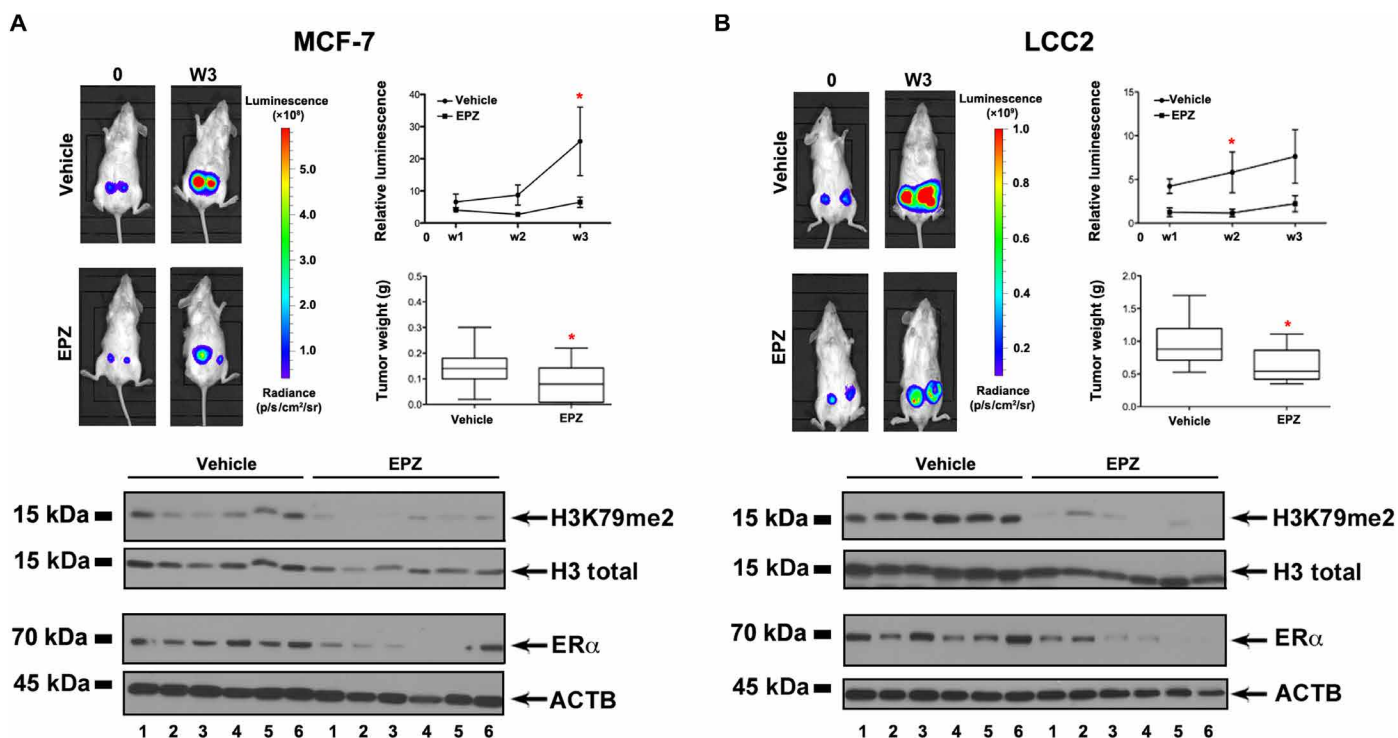 A
MCF-7
0 W3
Vehicle
EPZ
Luminescence
(×10⁸)
5.0
4.0
3.0
2.0
1.0
Radiance
(p/s/cm²/sr)
Relative luminescence
40
30
20
10
0
0 w1 w2 w3
Vehicle
EPZ
*
Tumor weight (g)
0.5
0.4
0.3
0.2
0.1
0.0
Vehicle EPZ
*
Vehicle EPZ
15 kDa H3K79me2
15 kDa H3 total
70 kDa ERα
45 kDa ACTB
1 2 3 4 5 6 1 2 3 4 5 6
B
LCC2
0 W3
Vehicle
EPZ
Luminescence
(×10⁹)
1.0
0.8
0.6
0.4
0.2
Radiance
(p/s/cm²/sr)
Relative luminescence
15
10
5
0
0 w1 w2 w3
Vehicle
EPZ
*
Tumor weight (g)
2.0
1.5
1.0
0.5
0.0
Vehicle EPZ
*
Vehicle EPZ
15 kDa H3K79me2
15 kDa H3 total
70 kDa ERα
45 kDa ACTB
1 2 3 4 5 6 1 2 3 4 5 6